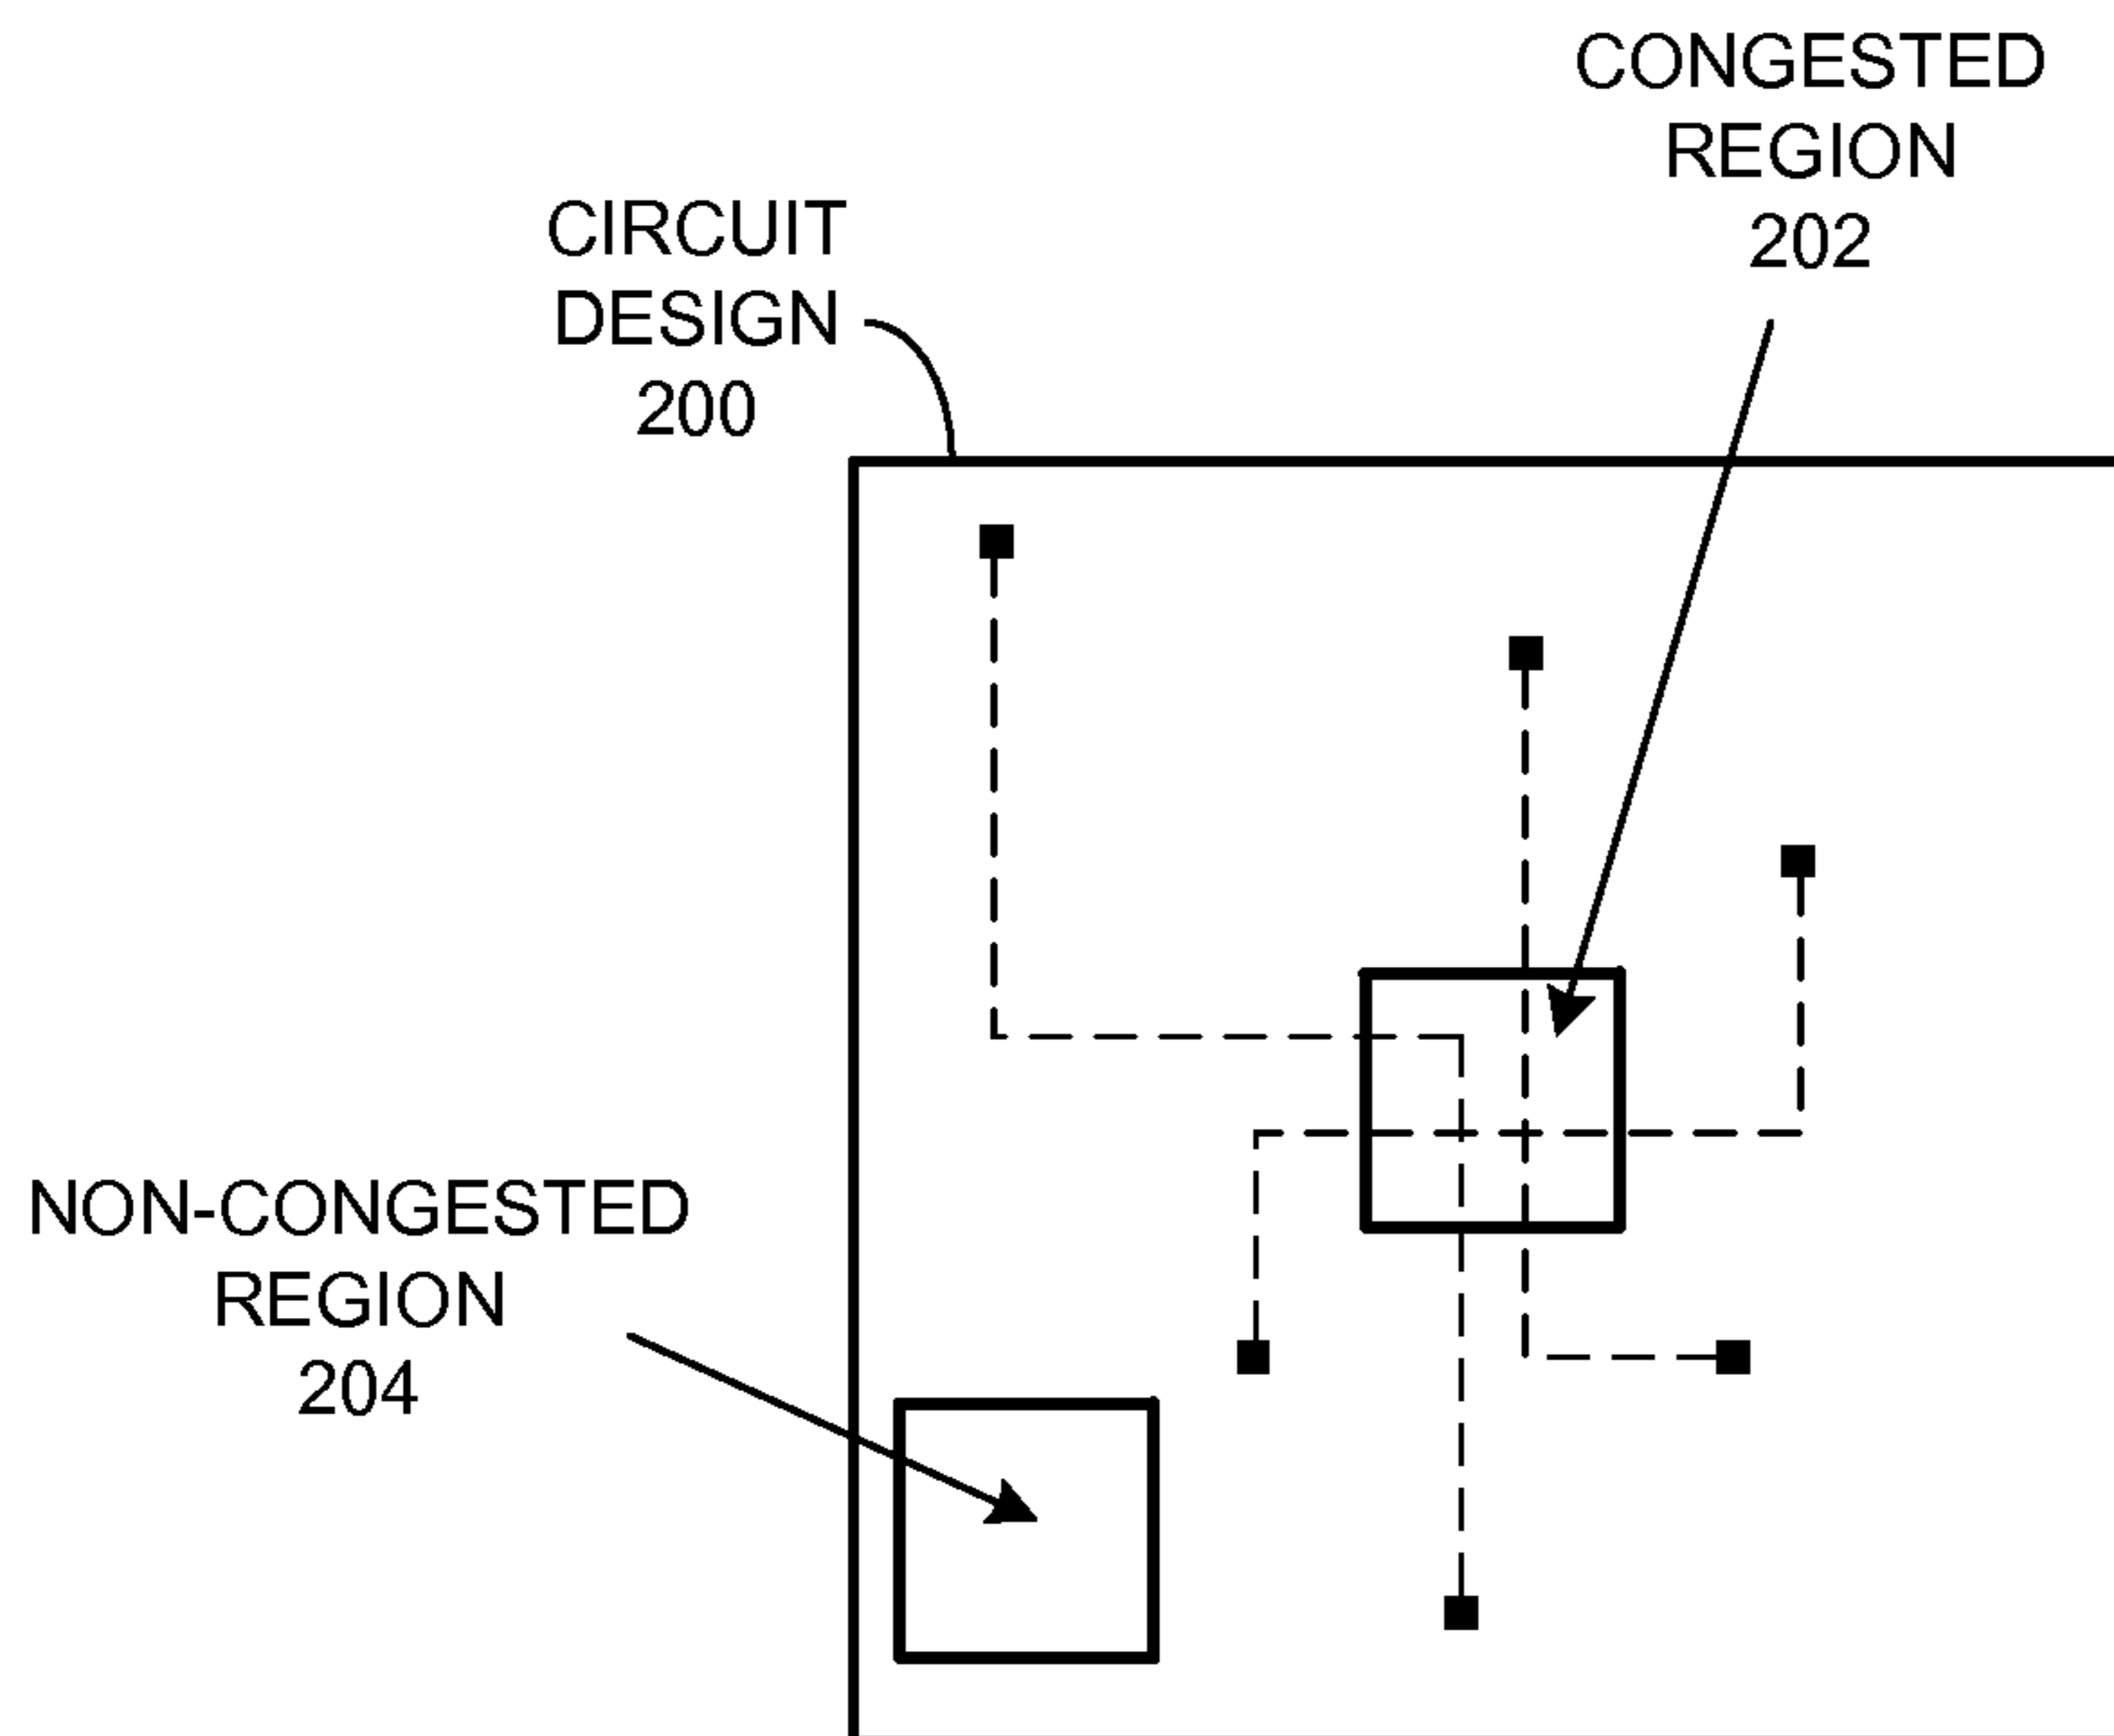 CONGESTED
REGION
202
CIRCUIT
DESIGN
200
NON-CONGESTED
REGION
204